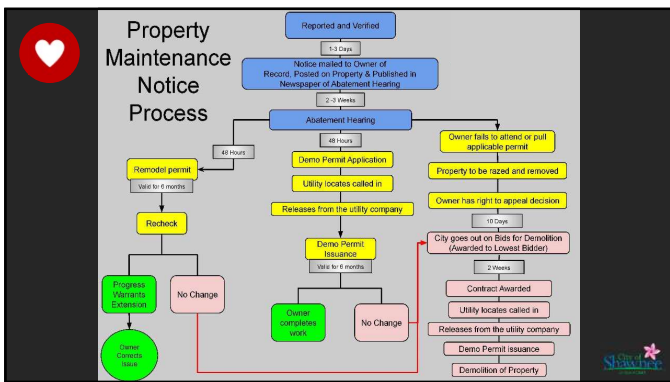 Property
Maintenance
Notice
Process
Reported and Verified
1-3 Days
Notice mailed to Owner of
Record, Posted on Property & Published in
Newspaper of Abatement Hearing
2 -3 Weeks
Abatement Hearing
48 Hours
Remodel permit
Valid for 6 months
Recheck
Progress
Warrants
Extension
No Change
Owner
Corrects
Issue
48 Hours
Demo Permit Application
Utility locates called in
Releases from the utility company
Demo Permit
Issuance
Valid for 6 months
Owner
completes
work
No Change
Owner fails to attend or pull
applicable permit
Property to be razed and removed
Owner has right to appeal decision
10 Days
City goes out on Bids for Demolition
(Awarded to Lowest Bidder)
2 Weeks
Contract Awarded
Utility locates called in
Releases from the utility company
Demo Permit issuance
Demolition of Property
City of
Shawnee